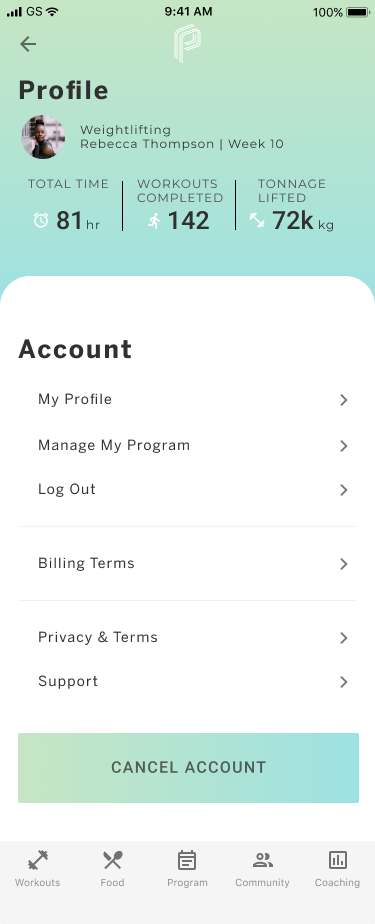 GS 9:41 AM 100%
Profile
Weightlifting
Rebecca Thompson | Week 10
TOTAL TIME
81 hr
WORKOUTS
COMPLETED
142
TONNAGE
LIFTED
72k kg
Account
My Profile
Manage My Program
Log Out
Billing Terms
Privacy & Terms
Support
CANCEL ACCOUNT
Workouts Food Program Community Coaching